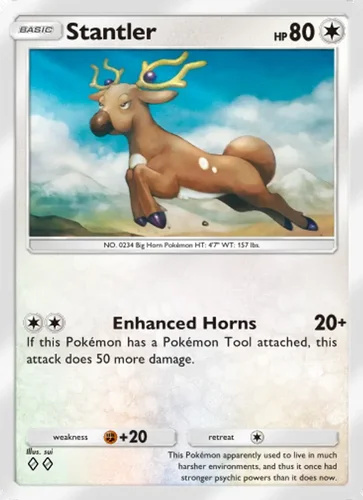 BASIC Stantler HP 80
NO. 0234 Big Horn Pokémon HT: 4'7" WT: 157 lbs.
Enhanced Horns 20+
If this Pokémon has a Pokémon Tool attached, this
attack does 50 more damage.
weakness +20 retreat
Illus. sui
This Pokémon apparently used to live in much
harsher environments, and thus it once had
stronger psychic powers than it does now.